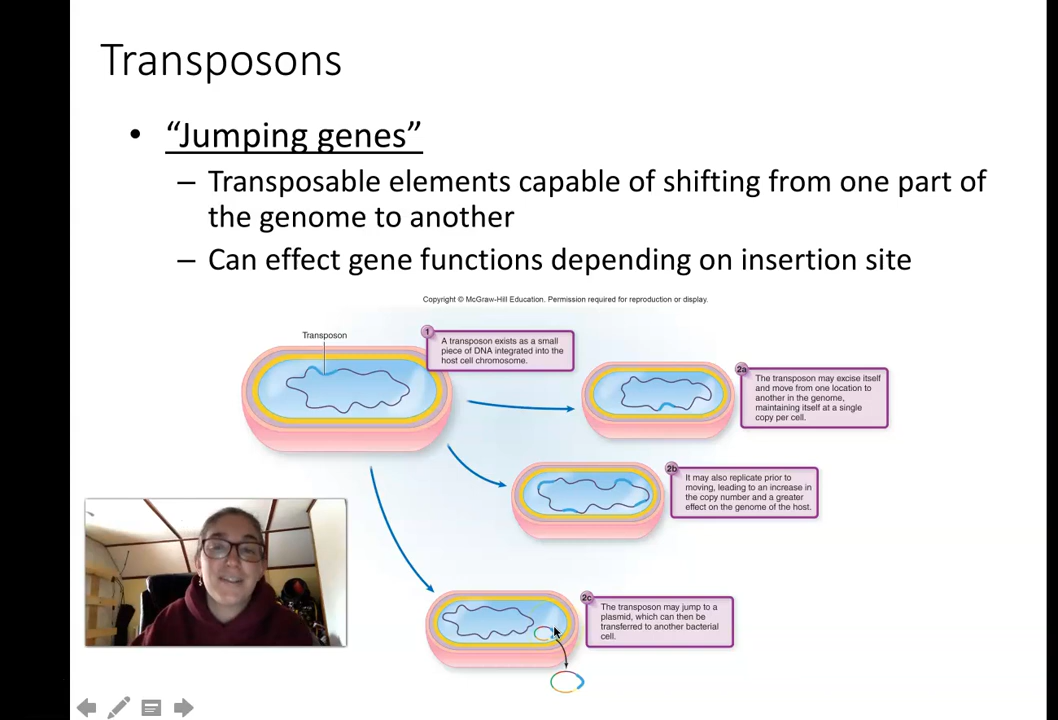 Transposons
• “Jumping genes”
– Transposable elements capable of shifting from one part of
the genome to another
– Can effect gene functions depending on insertion site
Copyright © McGraw-Hill Education. Permission required for reproduction or display.
Transposon
1
A transposon exists as a small
piece of DNA integrated into the
host cell chromosome.
2a
The transposon may excise itself
and move from one location to
another in the genome,
maintaining itself at a single
copy per cell.
2b
It may also replicate prior to
moving, leading to an increase in
the copy number and a greater
effect on the genome of the host.
2c
The transposon may jump to a
plasmid, which can then be
transferred to another bacterial
cell.